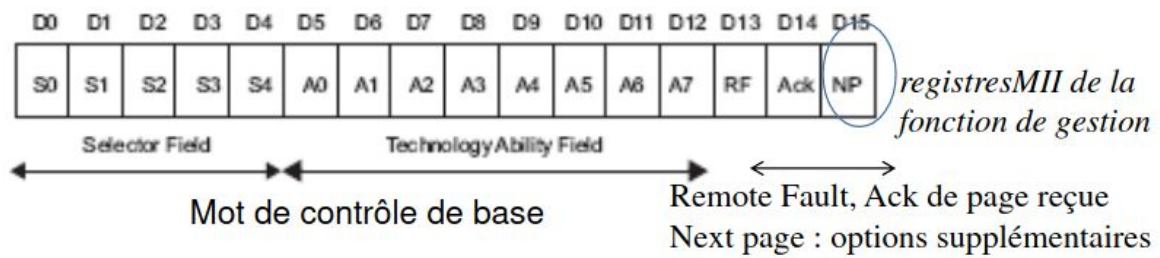 D0 D1 D2 D3 D4 D5 D6 D7 D8 D9 D10 D11 D12 D13 D14 D15
S0 S1 S2 S3 S4 A0 A1 A2 A3 A4 A5 A6 A7 RF Ack NP
registresMII de la
fonction de gestion
Selector Field Technology Ability Field
Mot de contrôle de base
Remote Fault, Ack de page reçue
Next page : options supplémentaires